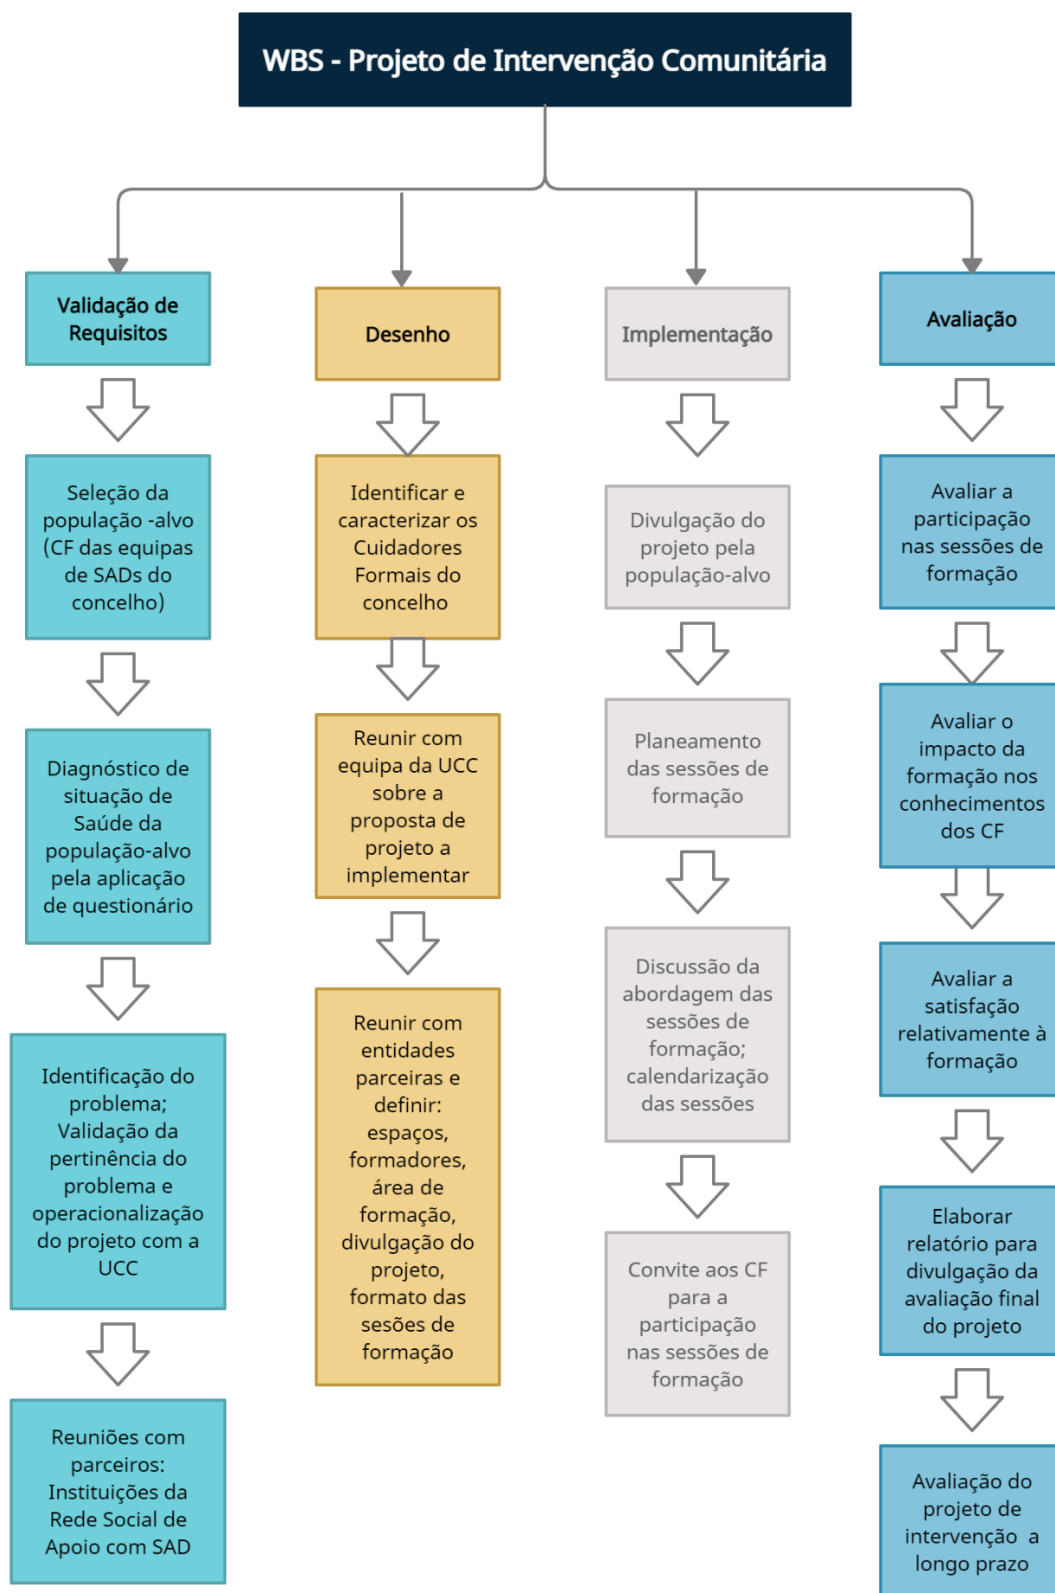 WBS - Projeto de Intervenção Comunitária
Validação de
Requisitos
Seleção da
população -alvo
(CF das equipas
de SADs do
concelho)
Diagnóstico de
situação de
Saúde da
população-alvo
pela aplicação
de questionário
Identificação do
problema;
Validação da
pertinência do
problema e
operacionalização
do projeto com a
UCC
Reuniões com
parceiros:
Instituições da
Rede Social de
Apoio com SAD
Desenho
Identificar e
caracterizar os
Cuidadores
Formais do
concelho
Reunir com
equipa da UCC
sobre a
proposta de
projeto a
implementar
Reunir com
entidades
parceiras e
definir:
espaços,
formadores,
área de
formação,
divulgação do
projeto,
formato das
sesões de
formação
Implementação
Divulgação do
projeto pela
população-alvo
Planeamento
das sessões de
formação
Discussão da
abordagem das
sessões de
formação;
calendarização
das sessões
Convite aos CF
para a
participação
nas sessões de
formação
Avaliação
Avaliar a
participação
nas sessões de
formação
Avaliar o
impacto da
formação nos
conhecimentos
dos CF
Avaliar a
satisfação
relativamente à
formação
Elaborar
relatório para
divulgação da
avaliação final
do projeto
Avaliação do
projeto de
intervenção  a
longo prazo